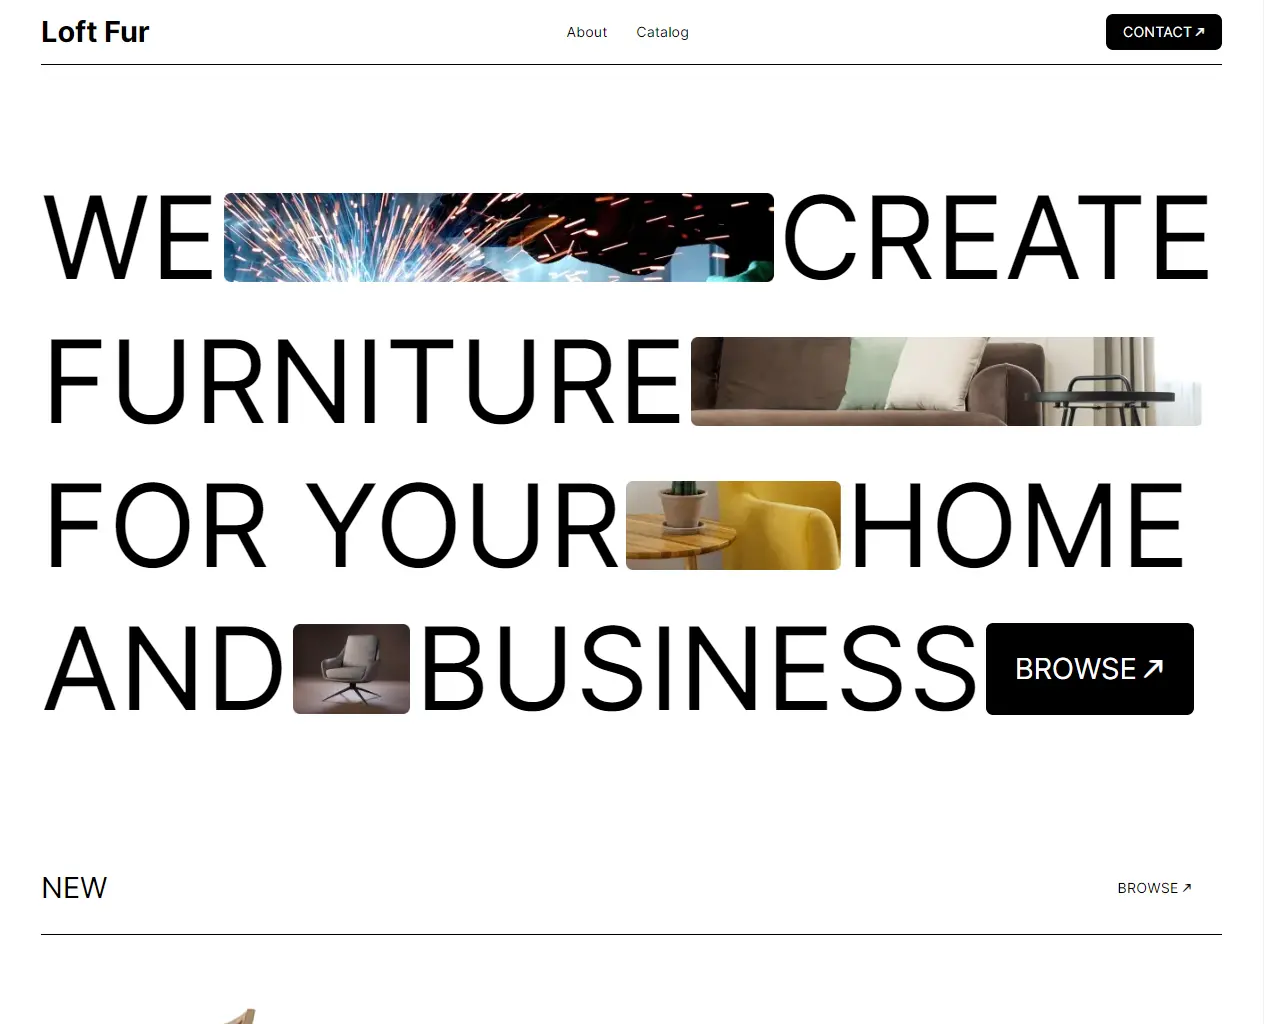 Loft Fur
About Catalog
CONTACT
WE CREATE
FURNITURE
FOR YOUR HOME
AND BUSINESS BROWSE
NEW
BROWSE